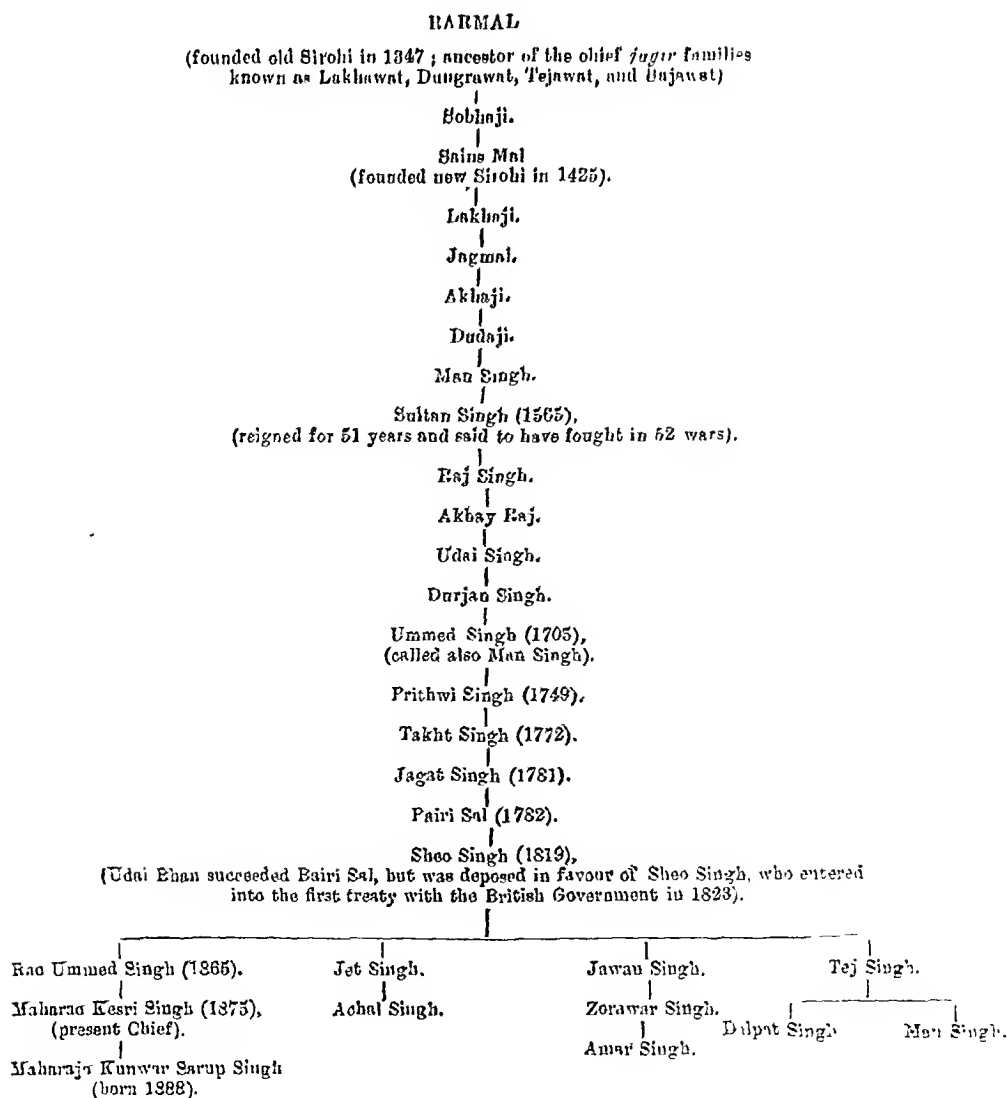 RARMAL
(founded old Sirohi in 1347 ; ancestor of the chief jagir families
known as Lakhawat, Dungrawat, Tejawat, and Bajawat)
Sobhaji.
Sains Mal
(founded new Sirohi in 1425).
Lakhaji.
Jagmal.
Akhaji.
Dudaji.
Man Singh.
Sultan Singh (1565),
(reigned for 51 years and said to have fought in 52 wars).
Raj Singh.
Akhay Raj.
Udai Singh.
Durjan Singh.
Ummed Singh (1705),
(called also Man Singh).
Prithwi Singh (1749).
Takht Singh (1772).
Jagat Singh (1781).
Pairi Sal (1782).
Sheo Singh (1819),
(Udai Bhan succeeded Bairi Sal, but was deposed in favour of Sheo Singh, who entered
into the first treaty with the British Government in 1823).
Rao Ummed Singh (1865). Jet Singh. Jawan Singh. Tej Singh.
Maharao Kesri Singh (1875), Achal Singh. Zorawar Singh. Dalpat Singh Man Singh.
(present Chief). Amar Singh.
Maharaja Kunwar Sarup Singh
(born 1888).